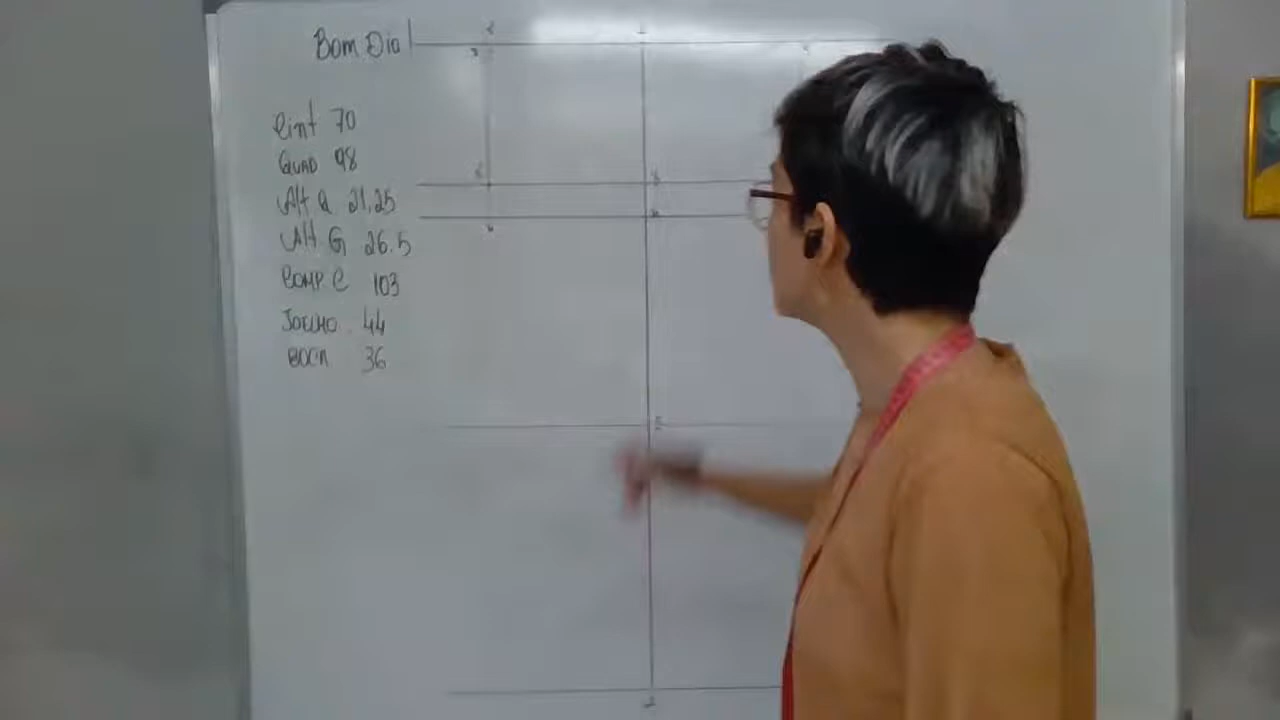 Bom Dia
Cint 70
QUAD 98
Alt Q 21,25
Alt. G 26.5
COMP C 103
JOELHO 44
BOCA 36